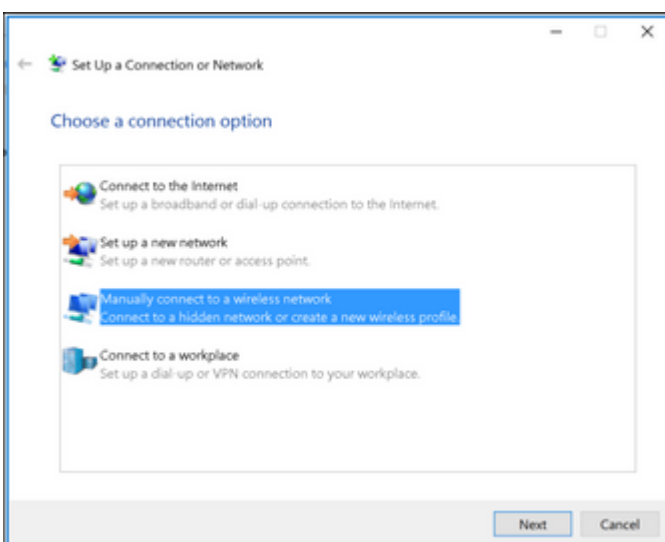 Set Up a Connection or Network
Choose a connection option
Connect to the Internet
Set up a broadband or dial-up connection to the Internet.
Set up a new network
Set up a new router or access point.
Manually connect to a wireless network
Connect to a hidden network or create a new wireless profile.
Connect to a workplace
Set up a dial-up or VPN connection to your workplace.
Next Cancel